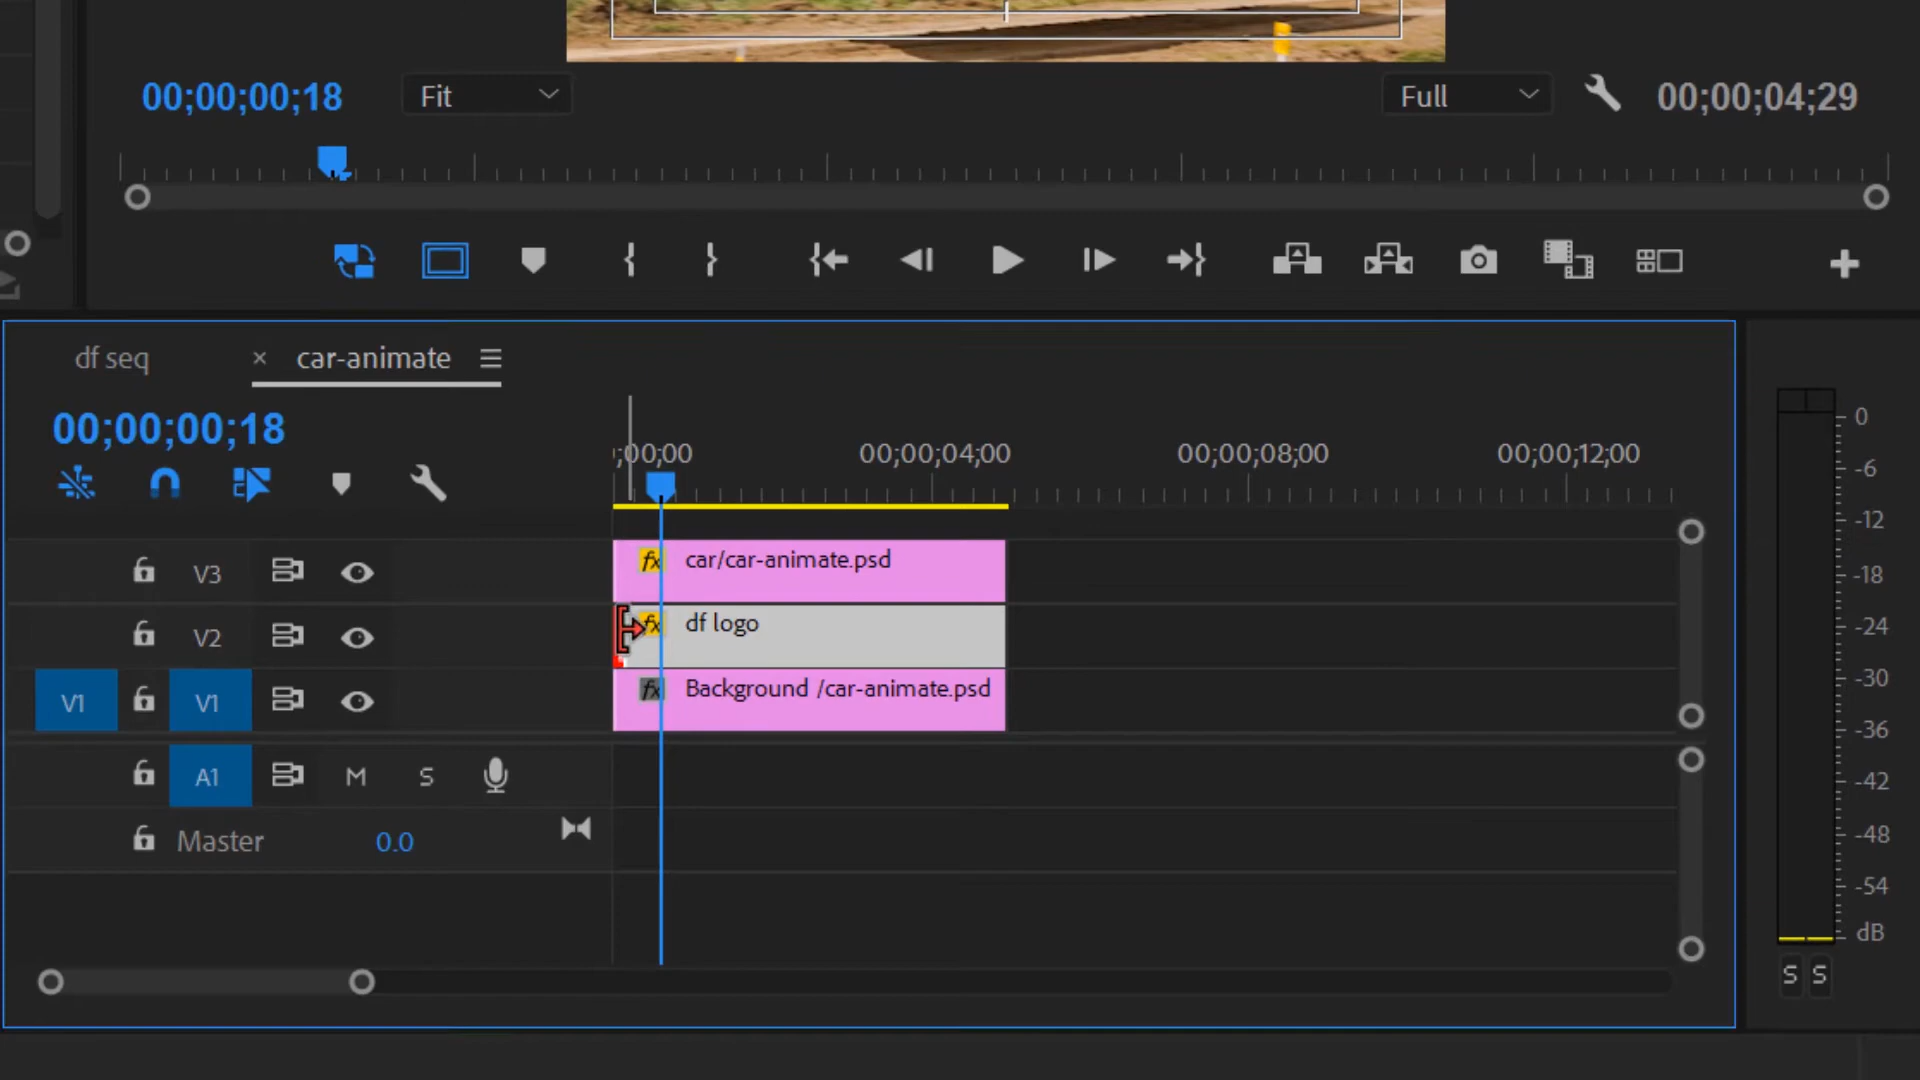 00;00;00;18 Fit Full 00;00;04;29
df seq × car-animate
00;00;00;18
;00;00 00;00;04;00 00;00;08;00 00;00;12;00
V3 fx car/car-animate.psd
V2 fx df logo
V1 V1 fx Background /car-animate.psd
A1 M S
Master 0.0
0
-6
-12
-18
-24
-30
-36
-42
-48
-54
dB
S S